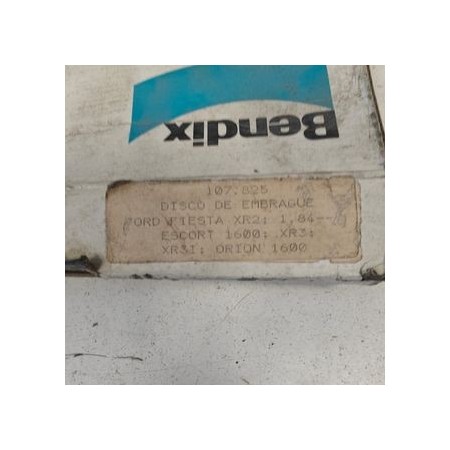 Bendix
107.825
DISCO DE EMBRAGUE
FORD FIESTA XR2: 1.84--
ESCORT 1600: XR3:
XR3I: ORION 1600